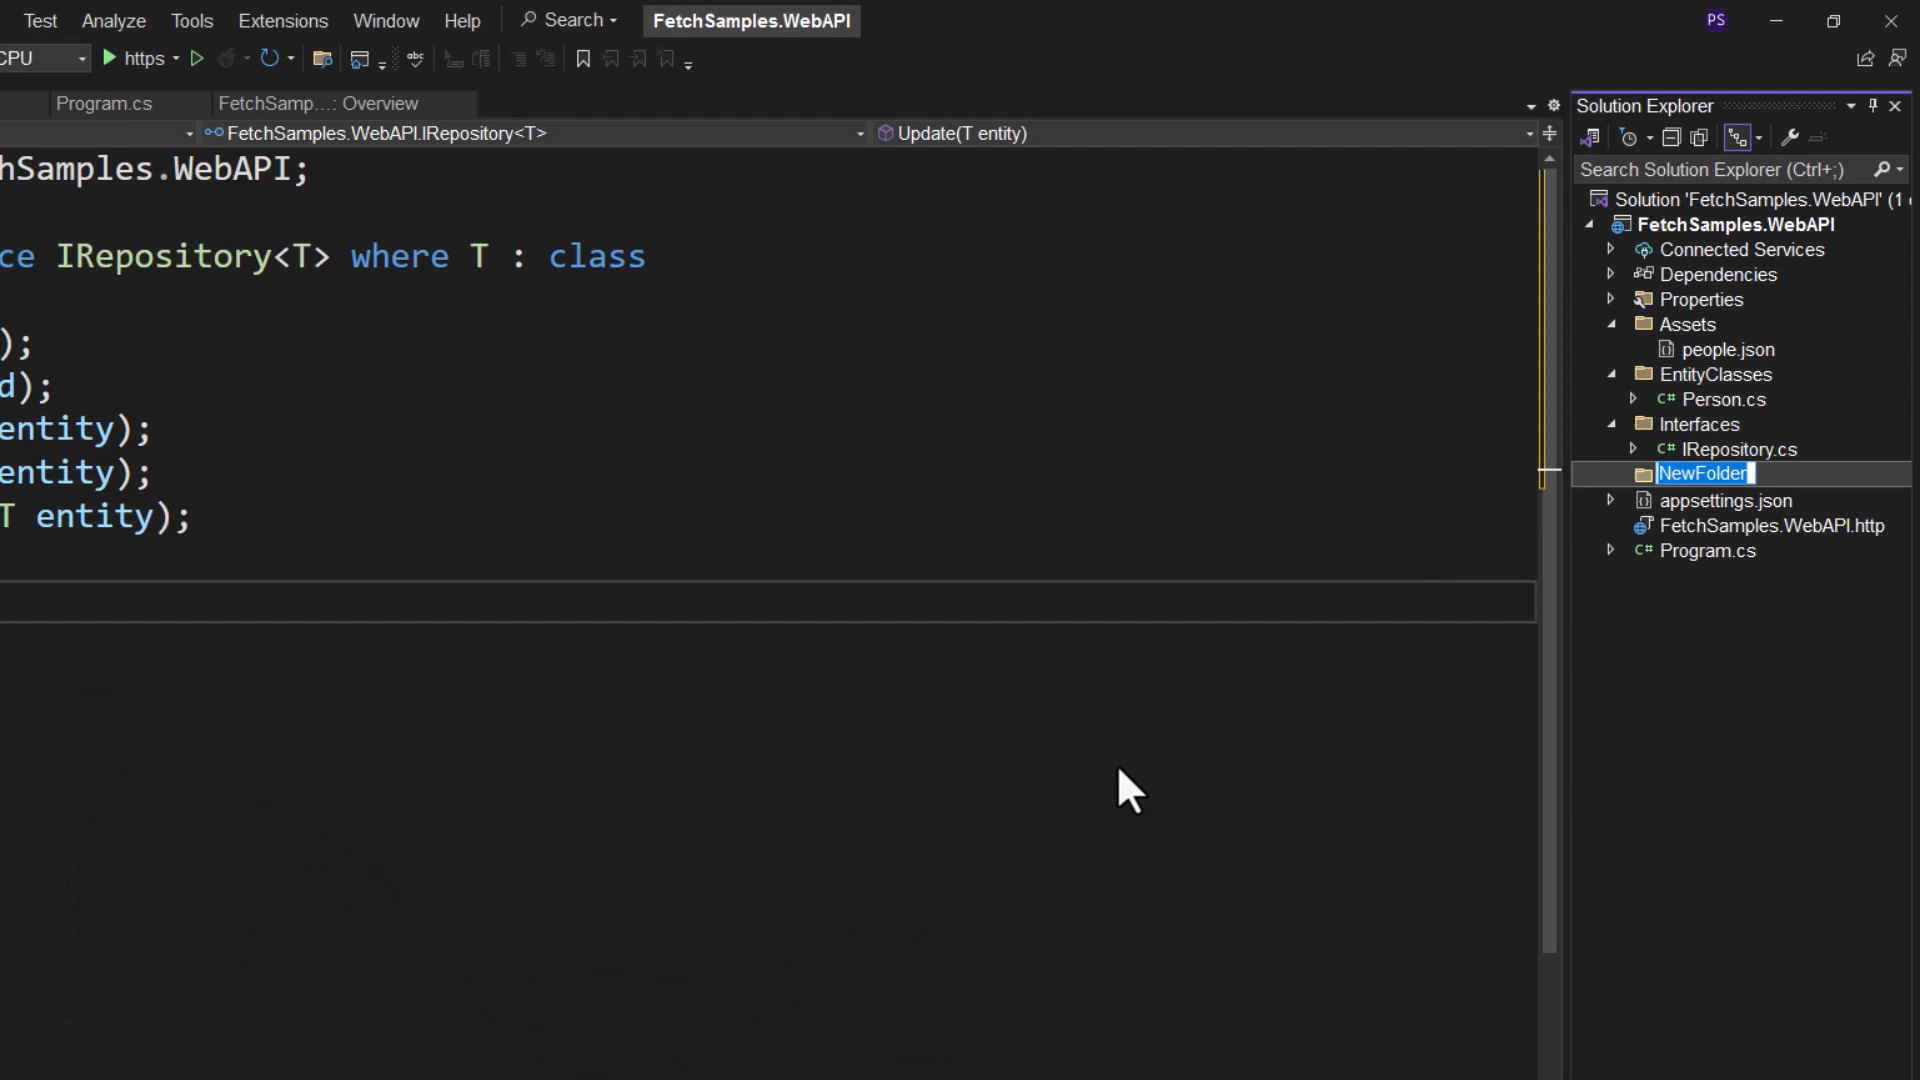 Test Analyze Tools Extensions Window Help Search FetchSamples.WebAPI PS
CPU https abc
Program.cs FetchSamp...: Overview
FetchSamples.WebAPI.IRepository<T> Update(T entity)
hSamples.WebAPI;
ce IRepository<T> where T : class
);
d);
entity);
entity);
T entity);
Solution Explorer
Search Solution Explorer (Ctrl+;)
Solution 'FetchSamples.WebAPI' (1
FetchSamples.WebAPI
Connected Services
Dependencies
Properties
Assets
people.json
EntityClasses
C# Person.cs
Interfaces
C# IRepository.cs
NewFolder
appsettings.json
FetchSamples.WebAPI.http
C# Program.cs